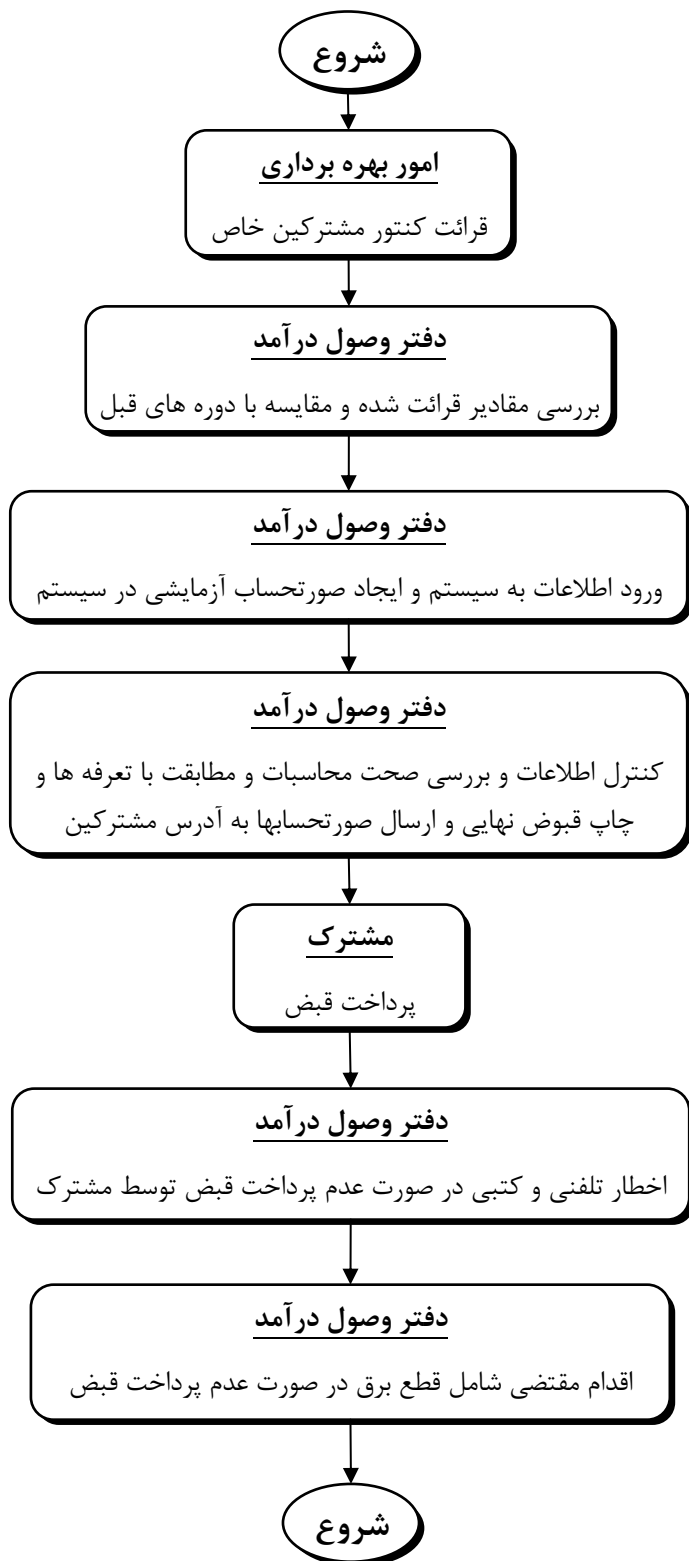 شروع
امور بهره برداری
قرائت کنتور مشترکین خاص
دفتر وصول درآمد
بررسی مقادیر قرائت شده و مقایسه با دوره های قبل
دفتر وصول درآمد
ورود اطلاعات به سیستم و ایجاد صورتحساب آزمایشی در سیستم
دفتر وصول درآمد
کنترل اطلاعات و بررسی صحت محاسبات و مطابقت با تعرفه ها و
چاپ قبوض نهایی و ارسال صورتحسابها به آدرس مشترکین
مشترک
پرداخت قبض
دفتر وصول درآمد
اخطار تلفنی و کتبی در صورت عدم پرداخت قبض توسط مشترک
دفتر وصول درآمد
اقدام مقتضی شامل قطع برق در صورت عدم پرداخت قبض
شروع